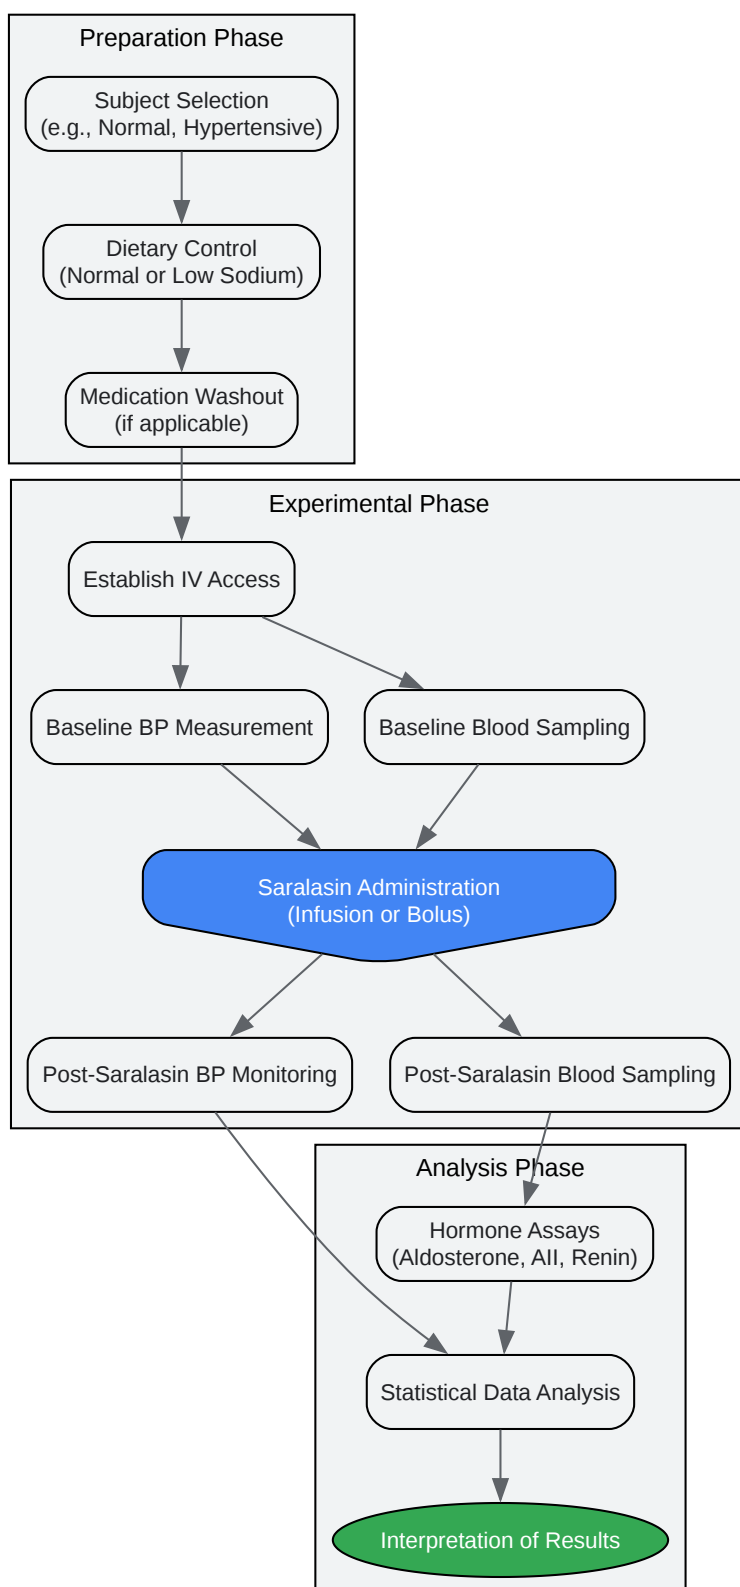 Preparation Phase
Subject Selection
(e.g., Normal, Hypertensive)
Dietary Control
(Normal or Low Sodium)
Medication Washout
(if applicable)
Experimental Phase
Establish IV Access
Baseline BP Measurement
Baseline Blood Sampling
Saralasin Administration
(Infusion or Bolus)
Post-Saralasin BP Monitoring
Post-Saralasin Blood Sampling
Analysis Phase
Hormone Assays
(Aldosterone, AII, Renin)
Statistical Data Analysis
Interpretation of Results